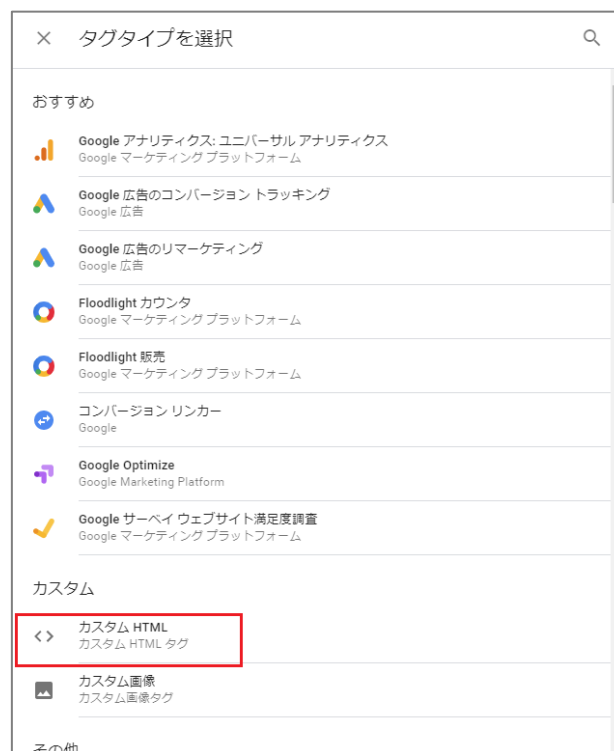 タグタイプを選択
おすすめ
Google アナリティクス: ユニバーサル アナリティクス
Google マーケティング プラットフォーム
Google 広告のコンバージョン トラッキング
Google 広告
Google 広告のリマーケティング
Google 広告
Floodlight カウンタ
Google マーケティング プラットフォーム
Floodlight 販売
Google マーケティング プラットフォーム
コンバージョン リンカー
Google
Google Optimize
Google Marketing Platform
Google サーベイ ウェブサイト満足度調査
Google マーケティング プラットフォーム
カスタム
カスタム HTML
カスタム HTML タグ
カスタム画像
カスタム画像タグ
その他